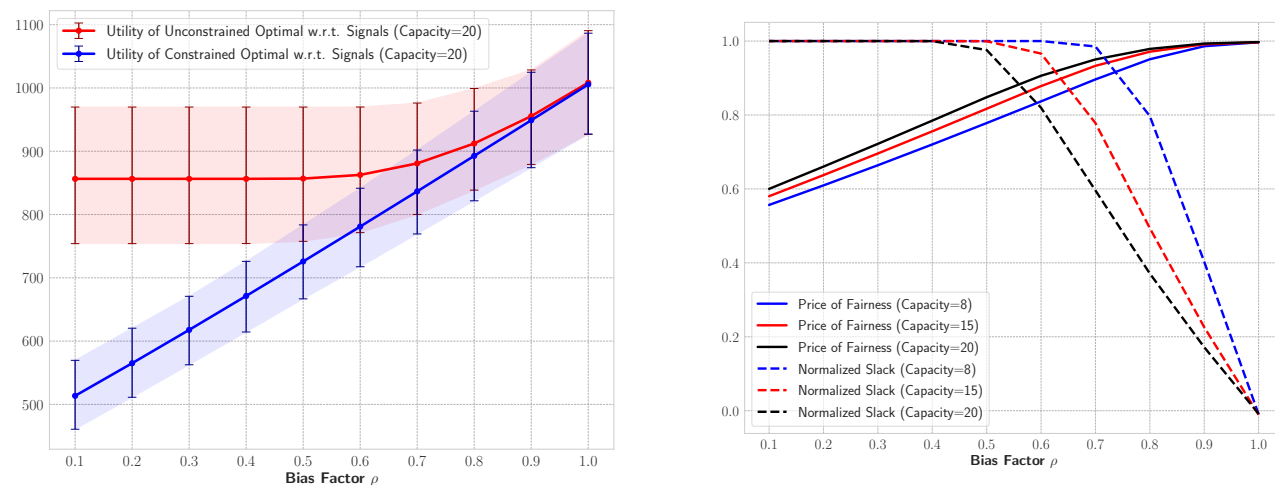 1100
1000
900
800
700
600
500
Utility of Unconstrained Optimal w.r.t. Signals (Capacity=20)
Utility of Constrained Optimal w.r.t. Signals (Capacity=20)
0.1 0.2 0.3 0.4 0.5 0.6 0.7 0.8 0.9 1.0
Bias Factor ρ
1.0
0.8
0.6
0.4
0.2
0.0
Price of Fairness (Capacity=8)
Price of Fairness (Capacity=15)
Price of Fairness (Capacity=20)
Normalized Slack (Capacity=8)
Normalized Slack (Capacity=15)
Normalized Slack (Capacity=20)
0.1 0.2 0.3 0.4 0.5 0.6 0.7 0.8 0.9 1.0
Bias Factor ρ